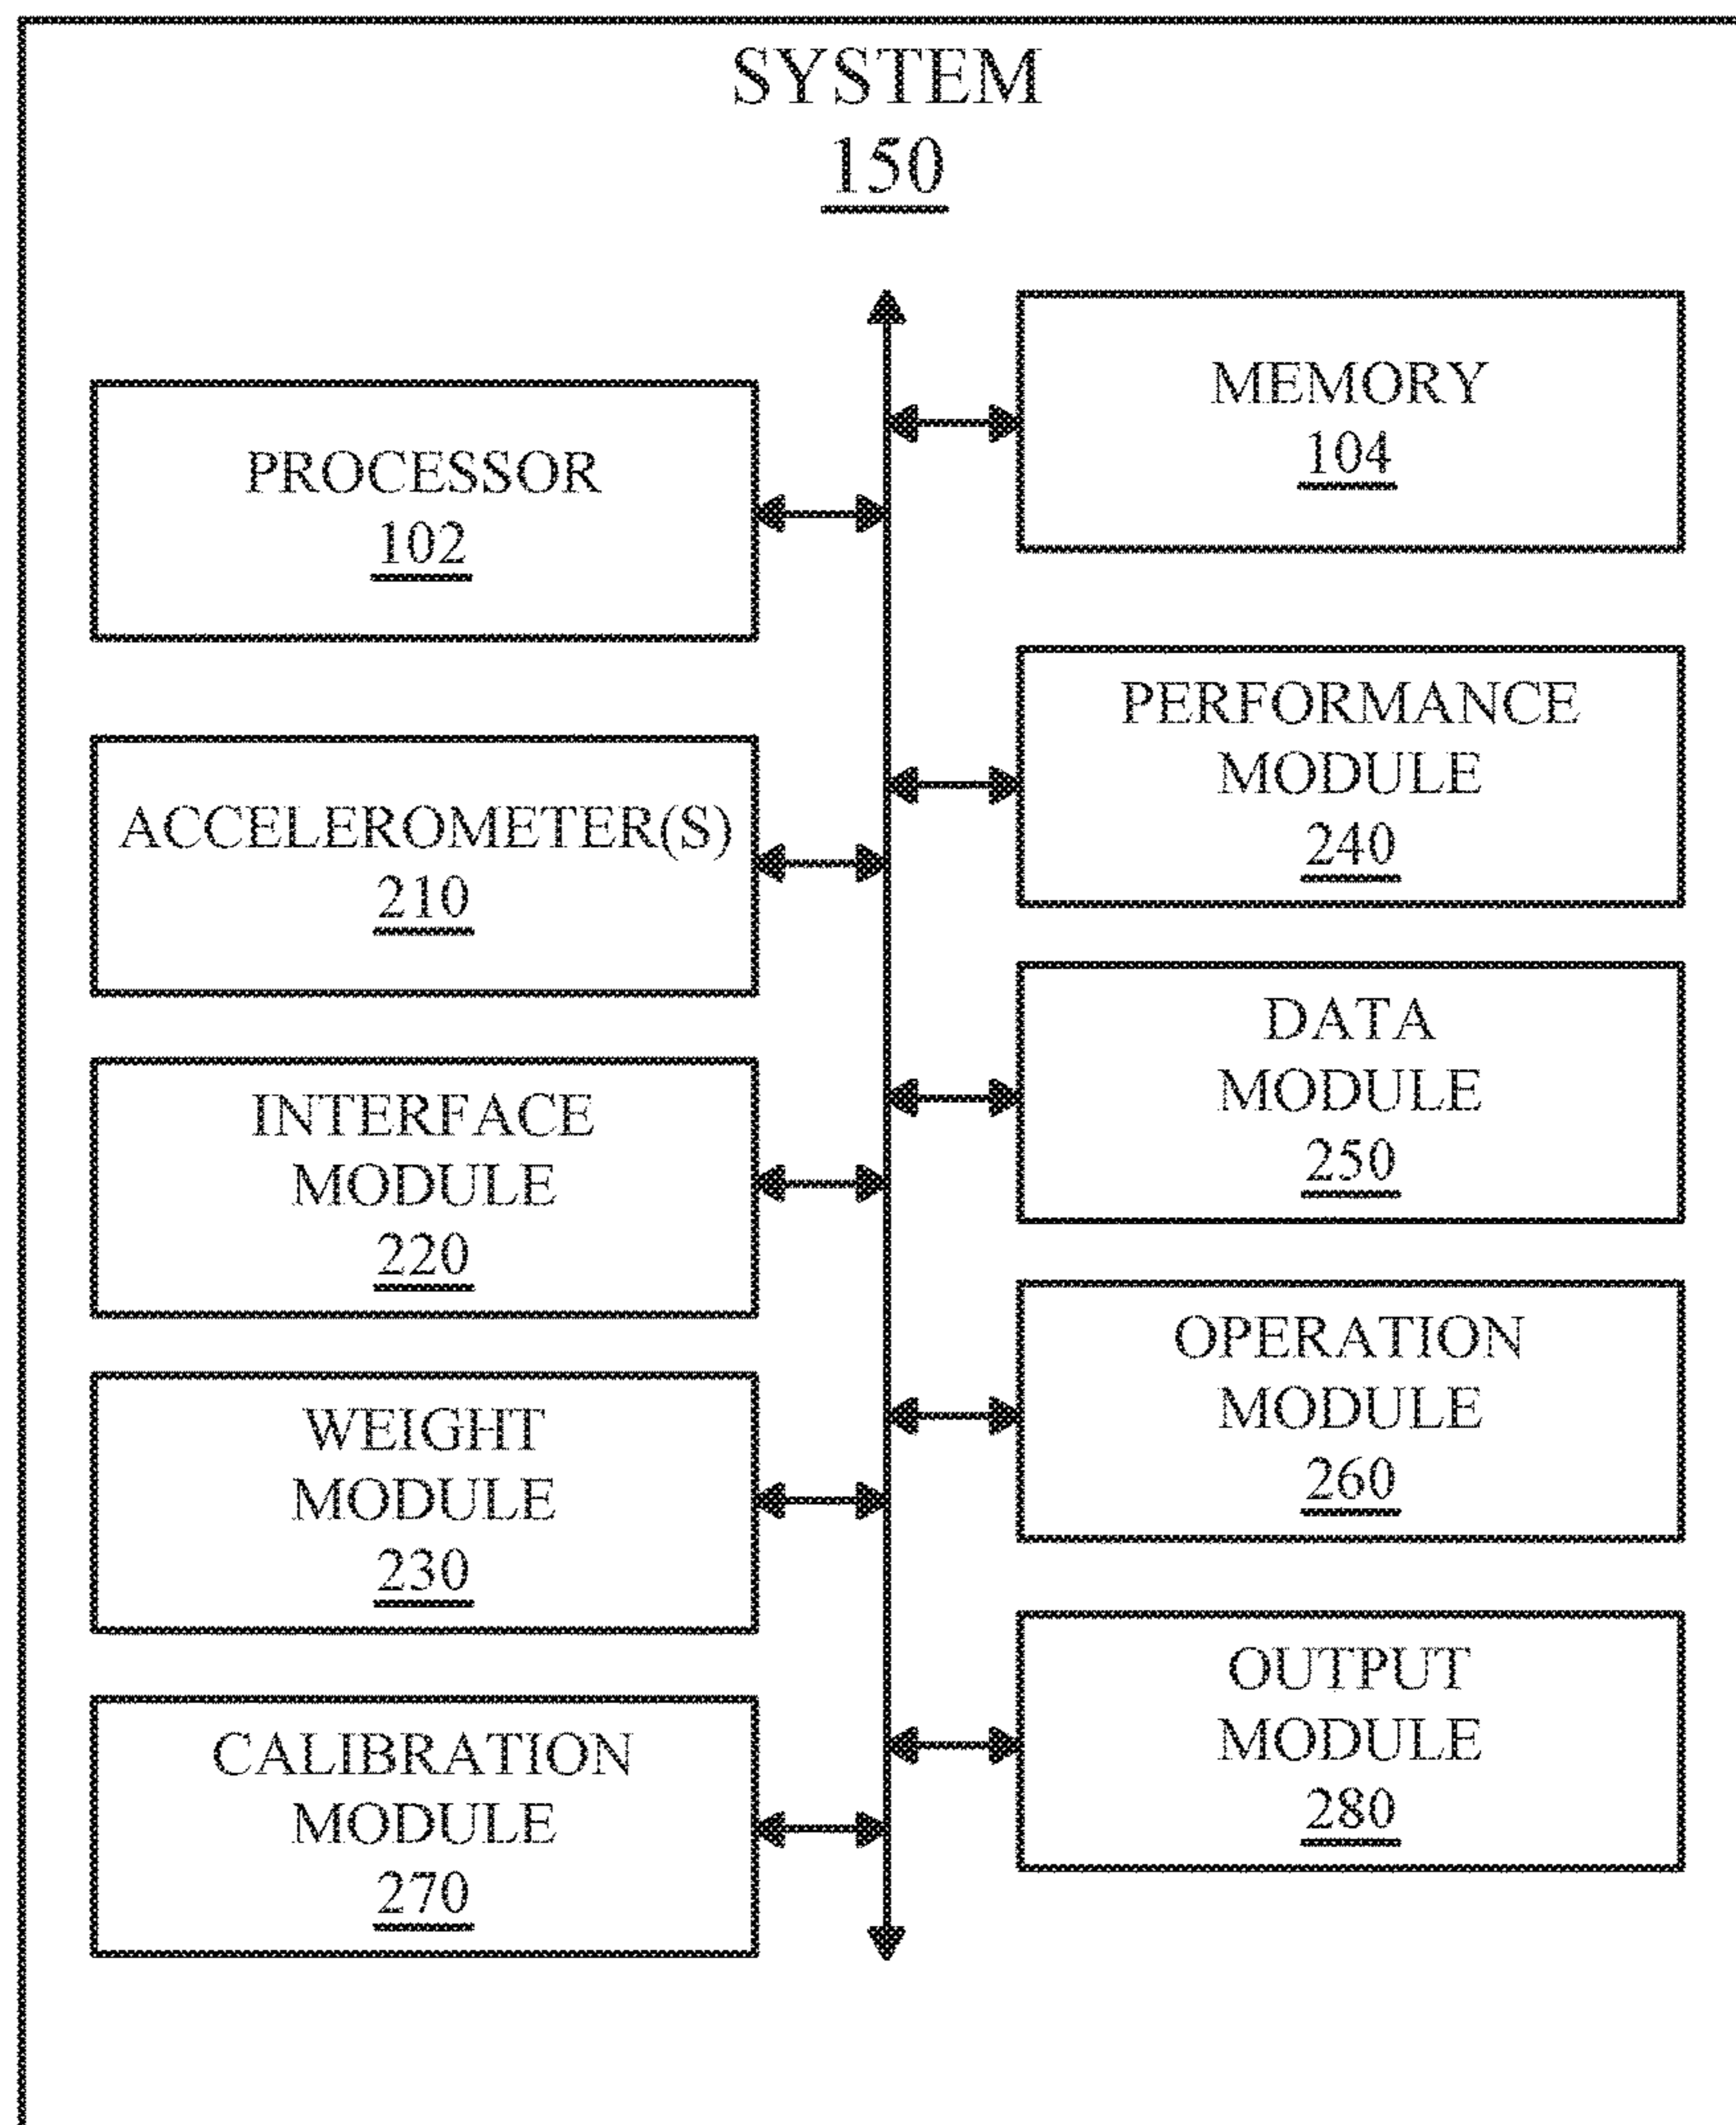 SYSTEM
150
PROCESSOR
102
ACCELEROMETER(S)
210
INTERFACE
MODULE
220
WEIGHT
MODULE
230
CALIBRATION
MODULE
270
MEMORY
104
PERFORMANCE
MODULE
240
DATA
MODULE
250
OPERATION
MODULE
260
OUTPUT
MODULE
280